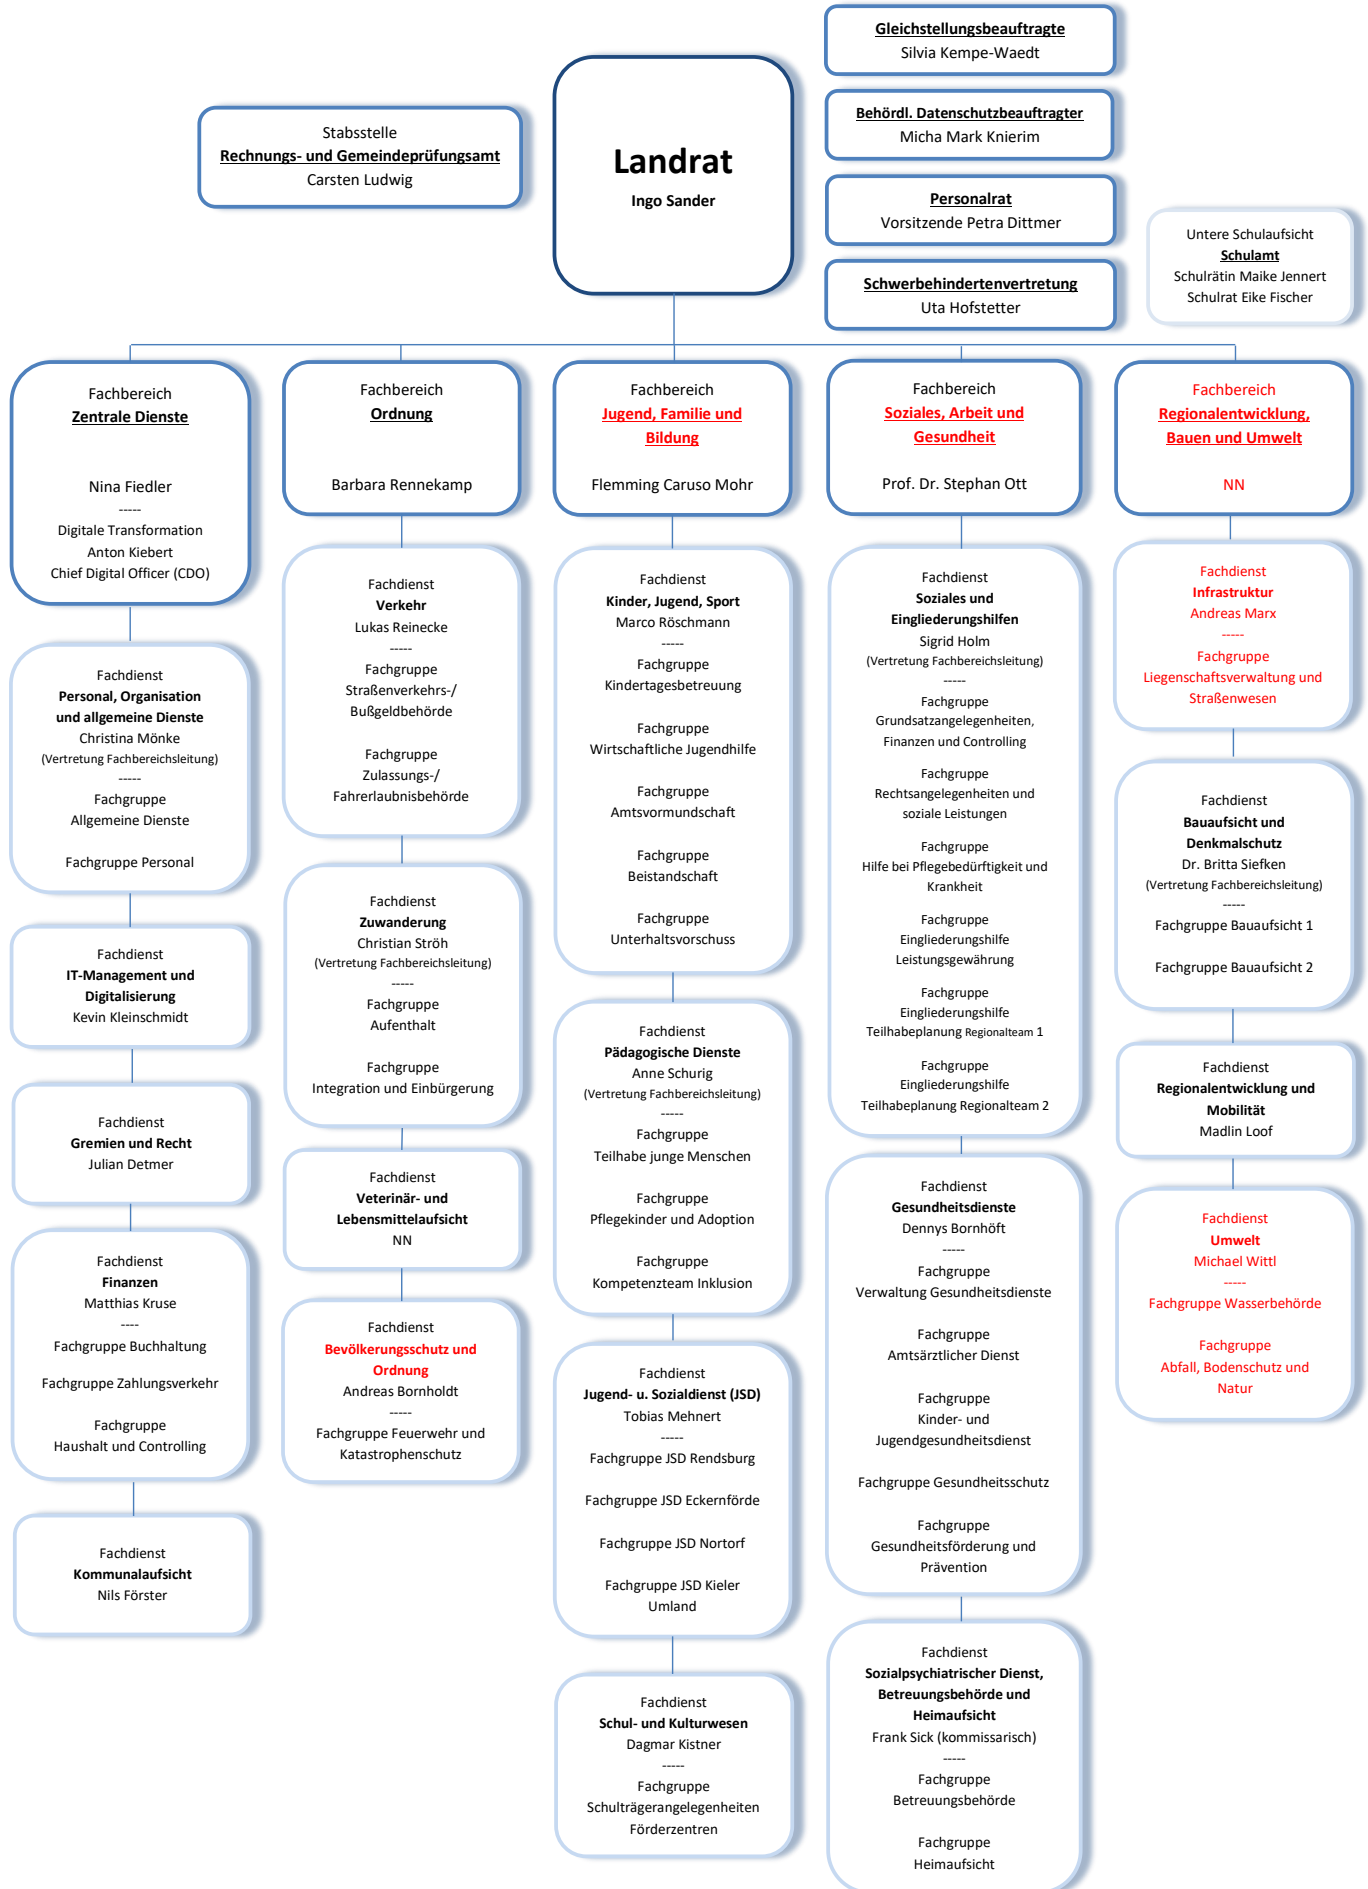 Gleichstellungsbeauftragte
Silvia Kempe-Waedt
Behördl. Datenschutzbeauftragter
Micha Mark Knierim
Personalrat
Vorsitzende Petra Dittmer
Schwerbehindertenvertretung
Uta Hofstetter
Stabsstelle
Rechnungs- und Gemeindeprüfungsamt
Carsten Ludwig
Landrat
Ingo Sander
Untere Schulaufsicht
Schulamt
Schulrätin Maike Jennert
Schulrat Eike Fischer
Fachbereich
Zentrale Dienste
Nina Fiedler
-----
Digitale Transformation
Anton Kiebert
Chief Digital Officer (CDO)
Fachdienst
Personal, Organisation
und allgemeine Dienste
Christina Mönke
(Vertretung Fachbereichsleitung)
-----
Fachgruppe
Allgemeine Dienste
Fachgruppe Personal
Fachdienst
IT-Management und
Digitalisierung
Kevin Kleinschmidt
Fachdienst
Gremien und Recht
Julian Detmer
Fachdienst
Finanzen
Matthias Kruse
----
Fachgruppe Buchhaltung
Fachgruppe Zahlungsverkehr
Fachgruppe
Haushalt und Controlling
Fachdienst
Kommunalaufsicht
Nils Förster
Fachbereich
Ordnung
Barbara Rennekamp
Fachdienst
Verkehr
Lukas Reinecke
-----
Fachgruppe
Straßenverkehrs-/
Bußgeldbehörde
Fachgruppe
Zulassungs-/
Fahrerlaubnisbehörde
Fachdienst
Zuwanderung
Christian Ströh
(Vertretung Fachbereichsleitung)
-----
Fachgruppe
Aufenthalt
Fachgruppe
Integration und Einbürgerung
Fachdienst
Veterinär- und
Lebensmittelaufsicht
NN
Fachdienst
Bevölkerungsschutz und
Ordnung
Andreas Bornholdt
-----
Fachgruppe Feuerwehr und
Katastrophenschutz
Fachbereich
Jugend, Familie und
Bildung
Flemming Caruso Mohr
Fachdienst
Kinder, Jugend, Sport
Marco Röschmann
-----
Fachgruppe
Kindertagesbetreuung
Fachgruppe
Wirtschaftliche Jugendhilfe
Fachgruppe
Amtsvormundschaft
Fachgruppe
Beistandschaft
Fachgruppe
Unterhaltsvorschuss
Fachdienst
Pädagogische Dienste
Anne Schurig
(Vertretung Fachbereichsleitung)
-----
Fachgruppe
Teilhabe junge Menschen
Fachgruppe
Pflegekinder und Adoption
Fachgruppe
Kompetenzteam Inklusion
Fachdienst
Jugend- u. Sozialdienst (JSD)
Tobias Mehnert
-----
Fachgruppe JSD Rendsburg
Fachgruppe JSD Eckernförde
Fachgruppe JSD Nortorf
Fachgruppe JSD Kieler
Umland
Fachdienst
Schul- und Kulturwesen
Dagmar Kistner
-----
Fachgruppe
Schulträgerangelegenheiten
Förderzentren
Fachbereich
Soziales, Arbeit und
Gesundheit
Prof. Dr. Stephan Ott
Fachdienst
Soziales und
Eingliederungshilfen
Sigrid Holm
(Vertretung Fachbereichsleitung)
-----
Fachgruppe
Grundsatzangelegenheiten,
Finanzen und Controlling
Fachgruppe
Rechtsangelegenheiten und
soziale Leistungen
Fachgruppe
Hilfe bei Pflegebedürftigkeit und
Krankheit
Fachgruppe
Eingliederungshilfe
Leistungsgewährung
Fachgruppe
Eingliederungshilfe
Teilhabeplanung Regionalteam 1
Fachgruppe
Eingliederungshilfe
Teilhabeplanung Regionalteam 2
Fachdienst
Gesundheitsdienste
Dennys Bornhöft
-----
Fachgruppe
Verwaltung Gesundheitsdienste
Fachgruppe
Amtsärztlicher Dienst
Fachgruppe
Kinder- und
Jugendgesundheitsdienst
Fachgruppe Gesundheitsschutz
Fachgruppe
Gesundheitsförderung und
Prävention
Fachdienst
Sozialpsychiatrischer Dienst,
Betreuungsbehörde und
Heimaufsicht
Frank Sick (kommissarisch)
-----
Fachgruppe
Betreuungsbehörde
Fachgruppe
Heimaufsicht
Fachbereich
Regionalentwicklung,
Bauen und Umwelt
NN
Fachdienst
Infrastruktur
Andreas Marx
-----
Fachgruppe
Liegenschaftsverwaltung und
Straßenwesen
Fachdienst
Bauaufsicht und
Denkmalschutz
Dr. Britta Siefken
(Vertretung Fachbereichsleitung)
-----
Fachgruppe Bauaufsicht 1
Fachgruppe Bauaufsicht 2
Fachdienst
Regionalentwicklung und
Mobilität
Madlin Loof
Fachdienst
Umwelt
Michael Wittl
-----
Fachgruppe Wasserbehörde
Fachgruppe
Abfall, Bodenschutz und
Natur